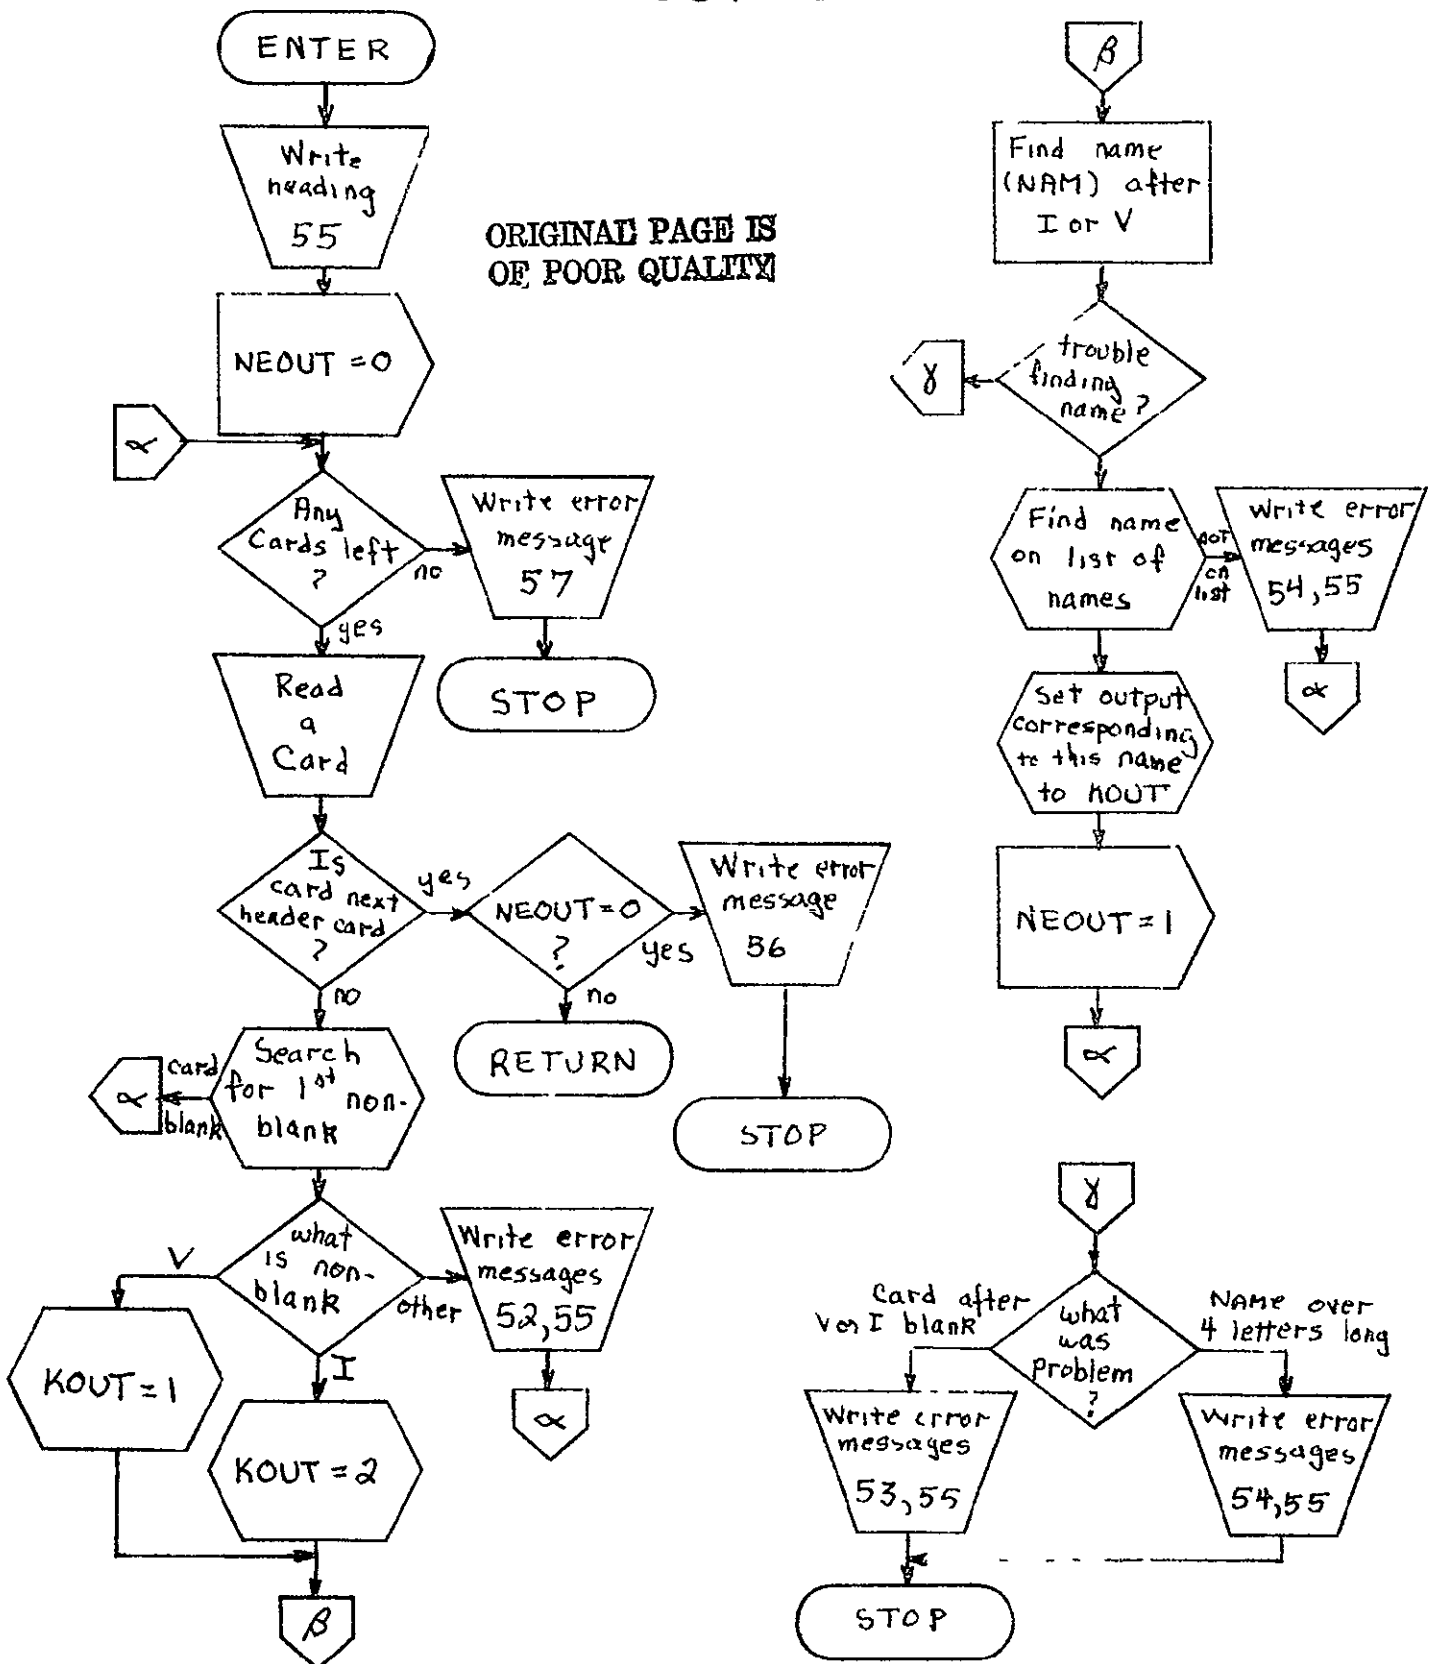 ENTER
Write
heading
55
ORIGINAL PAGE IS
OF POOR QUALITY
NEOUT = 0
α
Any
Cards left
?
no
yes
Write error
message
57
STOP
Read
a
Card
Is
card next
header card
?
yes
no
NEOUT = 0
?
yes
no
Write error
message
56
RETURN
STOP
Search
for 1st non-
blank
card
blank
α
what
is non-
blank
V
I
other
Write error
messages
52,55
α
KOUT = 1
KOUT = 2
β
β
Find name
(NAM) after
I or V
trouble
finding
name?
γ
Find name
on list of
names
not
on
list
Write error
messages
54,55
α
Set output
corresponding
to this name
to KOUT
NEOUT = 1
α
γ
what
was
problem
?
Card after
V or I blank
NAME over
4 letters long
Write error
messages
53,55
Write error
messages
54,55
STOP